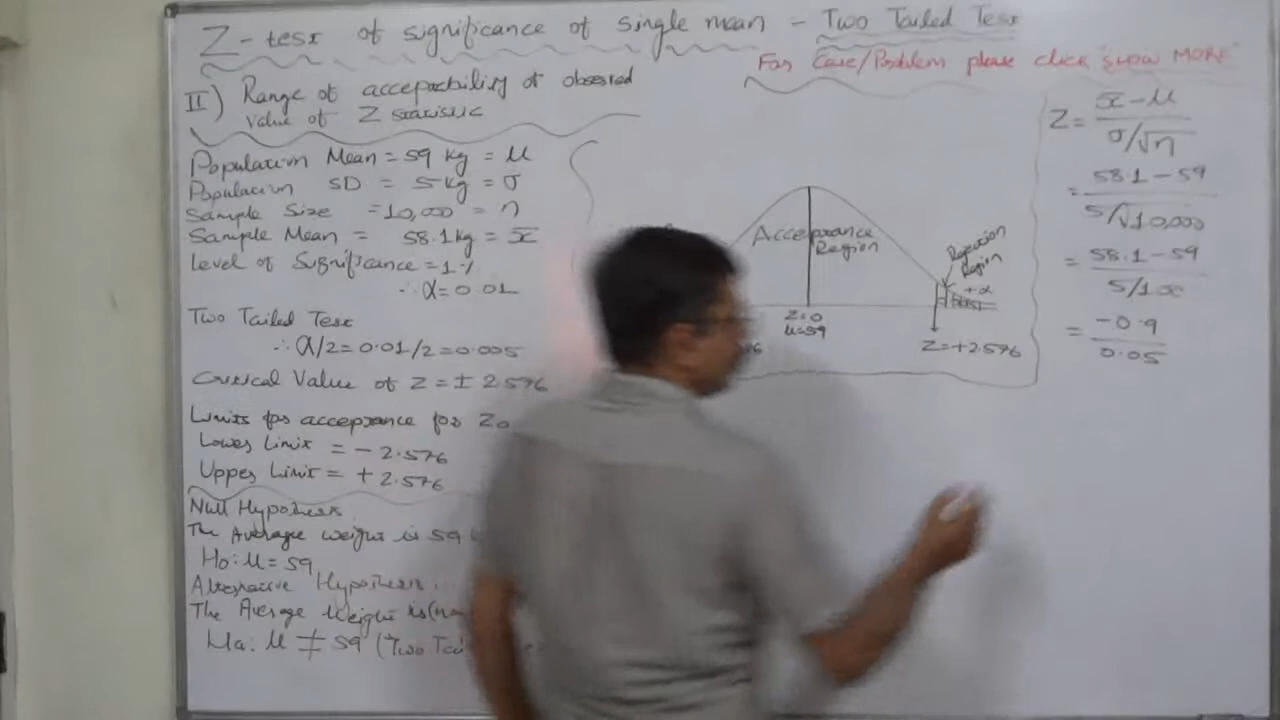 Z-test of significance of single mean - Two Tailed Test
For Case/Problem please click "SHOW MORE"
II) Range of acceptability of observed
value of Z statistic
Population Mean = 59 kg = μ
Population SD = 5 kg = σ
Sample Size = 10,000 = n
Sample Mean = 58.1 kg = x̄
Level of Significance = 1%
∴ α = 0.01
Two Tailed Test
∴ α/2 = 0.01/2 = 0.005
Critical Value of Z = ± 2.576
Limits for acceptance for Zo
Lower Limit = - 2.576
Upper Limit = + 2.576
Null Hypothesis
The Average weight is 59
Ho: μ = 59
Alternative Hypothesis
The Average Weight is
Ha: μ ≠ 59 (Two
Acceptance
Region
Rejection
Region
+α
Z=0
μ=59
Z=+2.576
Z = x̄ - μ
σ/√n
= 58.1 - 59
5/√10,000
= 58.1 - 59
5/100
= -0.9
0.05